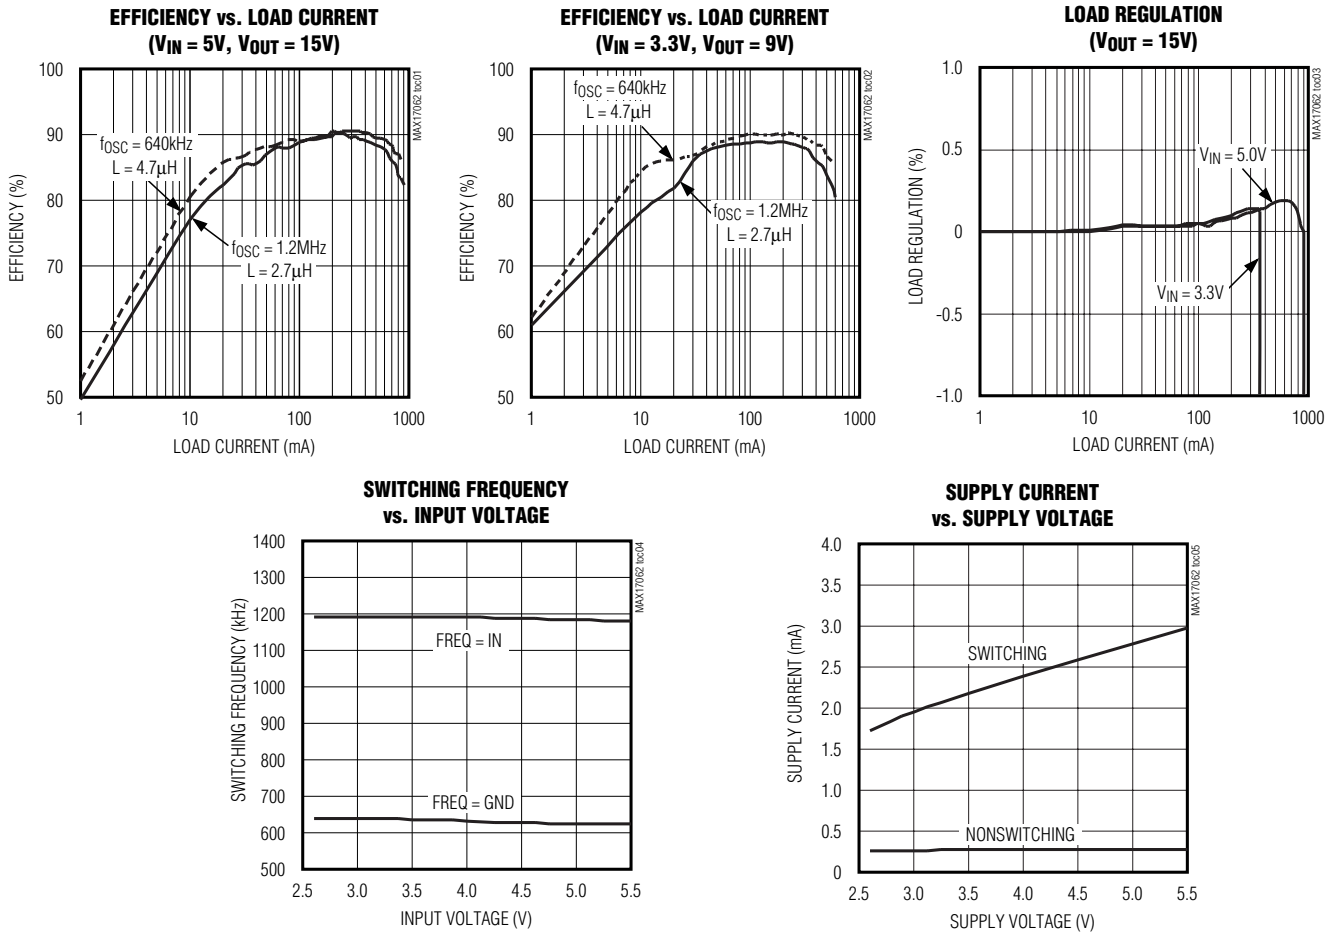 EFFICIENCY vs. LOAD CURRENT
(VIN = 5V, VOUT = 15V)
100
90
80
70
60
50
EFFICIENCY (%)
fOSC = 640kHz
L = 4.7µH
fOSC = 1.2MHz
L = 2.7µH
MAX17062 toc01
1
10
100
1000
LOAD CURRENT (mA)
EFFICIENCY vs. LOAD CURRENT
(VIN = 3.3V, VOUT = 9V)
100
90
80
70
60
50
EFFICIENCY (%)
fOSC = 640kHz
L = 4.7µH
fOSC = 1.2MHz
L = 2.7µH
MAX17062 toc02
1
10
100
1000
LOAD CURRENT (mA)
LOAD REGULATION
(VOUT = 15V)
1.0
0.5
0
-0.5
-1.0
LOAD REGULATION (%)
VIN = 5.0V
VIN = 3.3V
MAX17062 toc03
1
10
100
1000
LOAD CURRENT (mA)
SWITCHING FREQUENCY
vs. INPUT VOLTAGE
1400
1300
1200
1100
1000
900
800
700
600
500
SWITCHING FREQUENCY (kHz)
FREQ = IN
FREQ = GND
MAX17062 toc04
2.5
3.0
3.5
4.0
4.5
5.0
5.5
INPUT VOLTAGE (V)
SUPPLY CURRENT
vs. SUPPLY VOLTAGE
4.0
3.5
3.0
2.5
2.0
1.5
1.0
0.5
0
SUPPLY CURRENT (mA)
SWITCHING
NONSWITCHING
MAX17062 toc05
2.5
3.0
3.5
4.0
4.5
5.0
5.5
SUPPLY VOLTAGE (V)